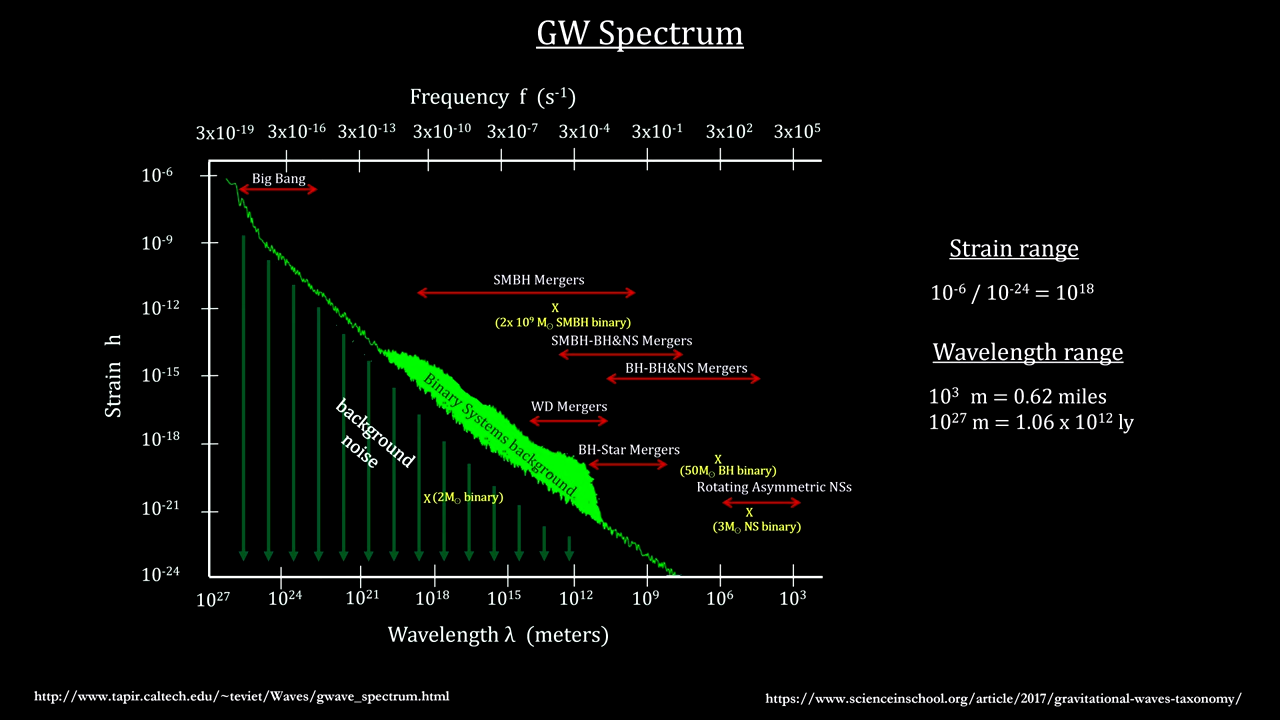 GW Spectrum
Frequency f (s⁻¹)
3x10⁻¹⁹ 3x10⁻¹⁶ 3x10⁻¹³ 3x10⁻¹⁰ 3x10⁻⁷ 3x10⁻⁴ 3x10⁻¹ 3x10² 3x10⁵
10⁻⁶
10⁻⁹
10⁻¹²
10⁻¹⁵
10⁻¹⁸
10⁻²¹
10⁻²⁴
Strain h
Big Bang
SMBH Mergers
X
(2x 10⁹ M☉ SMBH binary)
SMBH-BH&NS Mergers
BH-BH&NS Mergers
WD Mergers
BH-Star Mergers
X
(50M☉ BH binary)
Rotating Asymmetric NSs
X
(3M☉ NS binary)
Binary Systems background
background
noise
X (2M☉ binary)
10²⁷ 10²⁴ 10²¹ 10¹⁸ 10¹⁵ 10¹² 10⁹ 10⁶ 10³
Wavelength λ (meters)
Strain range
10⁻⁶ / 10⁻²⁴ = 10¹⁸
Wavelength range
10³ m = 0.62 miles
10²⁷ m = 1.06 x 10¹² ly
http://www.tapir.caltech.edu/~teviet/Waves/gwave_spectrum.html
https://www.scienceinschool.org/article/2017/gravitational-waves-taxonomy/